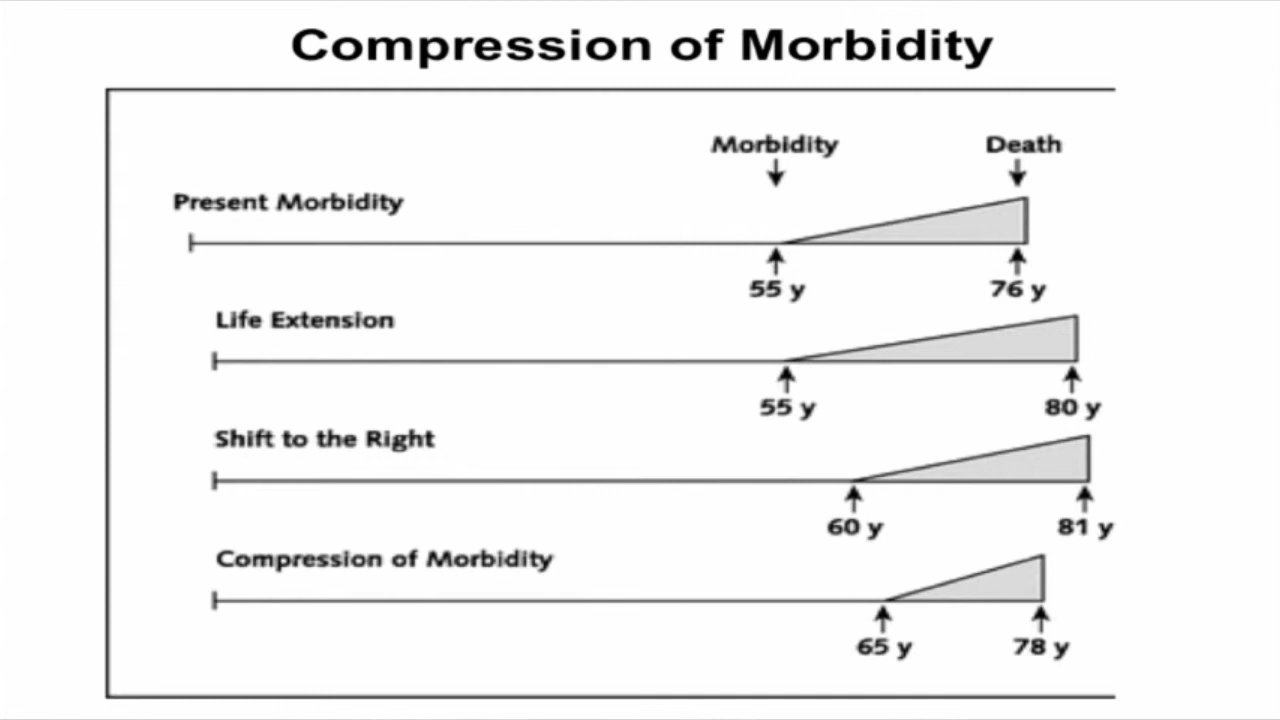 Compression of Morbidity
Morbidity Death
Present Morbidity
55 y 76 y
Life Extension
55 y 80 y
Shift to the Right
60 y 81 y
Compression of Morbidity
65 y 78 y